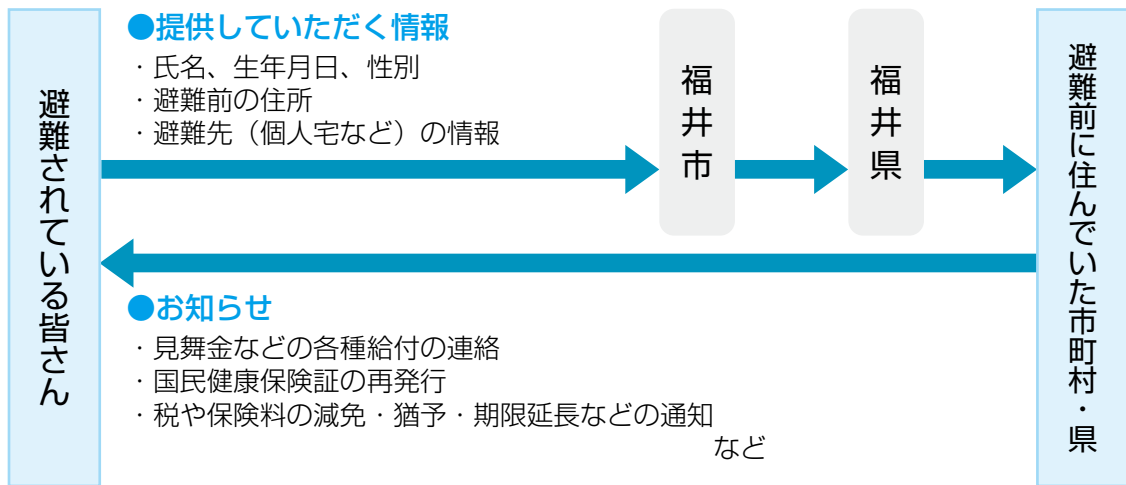 避難されている皆さん
●提供していただく情報
・氏名、生年月日、性別
・避難前の住所
・避難先（個人宅など）の情報
福井市
福井県
避難前に住んでいた市町村・県
●お知らせ
・見舞金などの各種給付の連絡
・国民健康保険証の再発行
・税や保険料の減免・猶予・期限延長などの通知
など